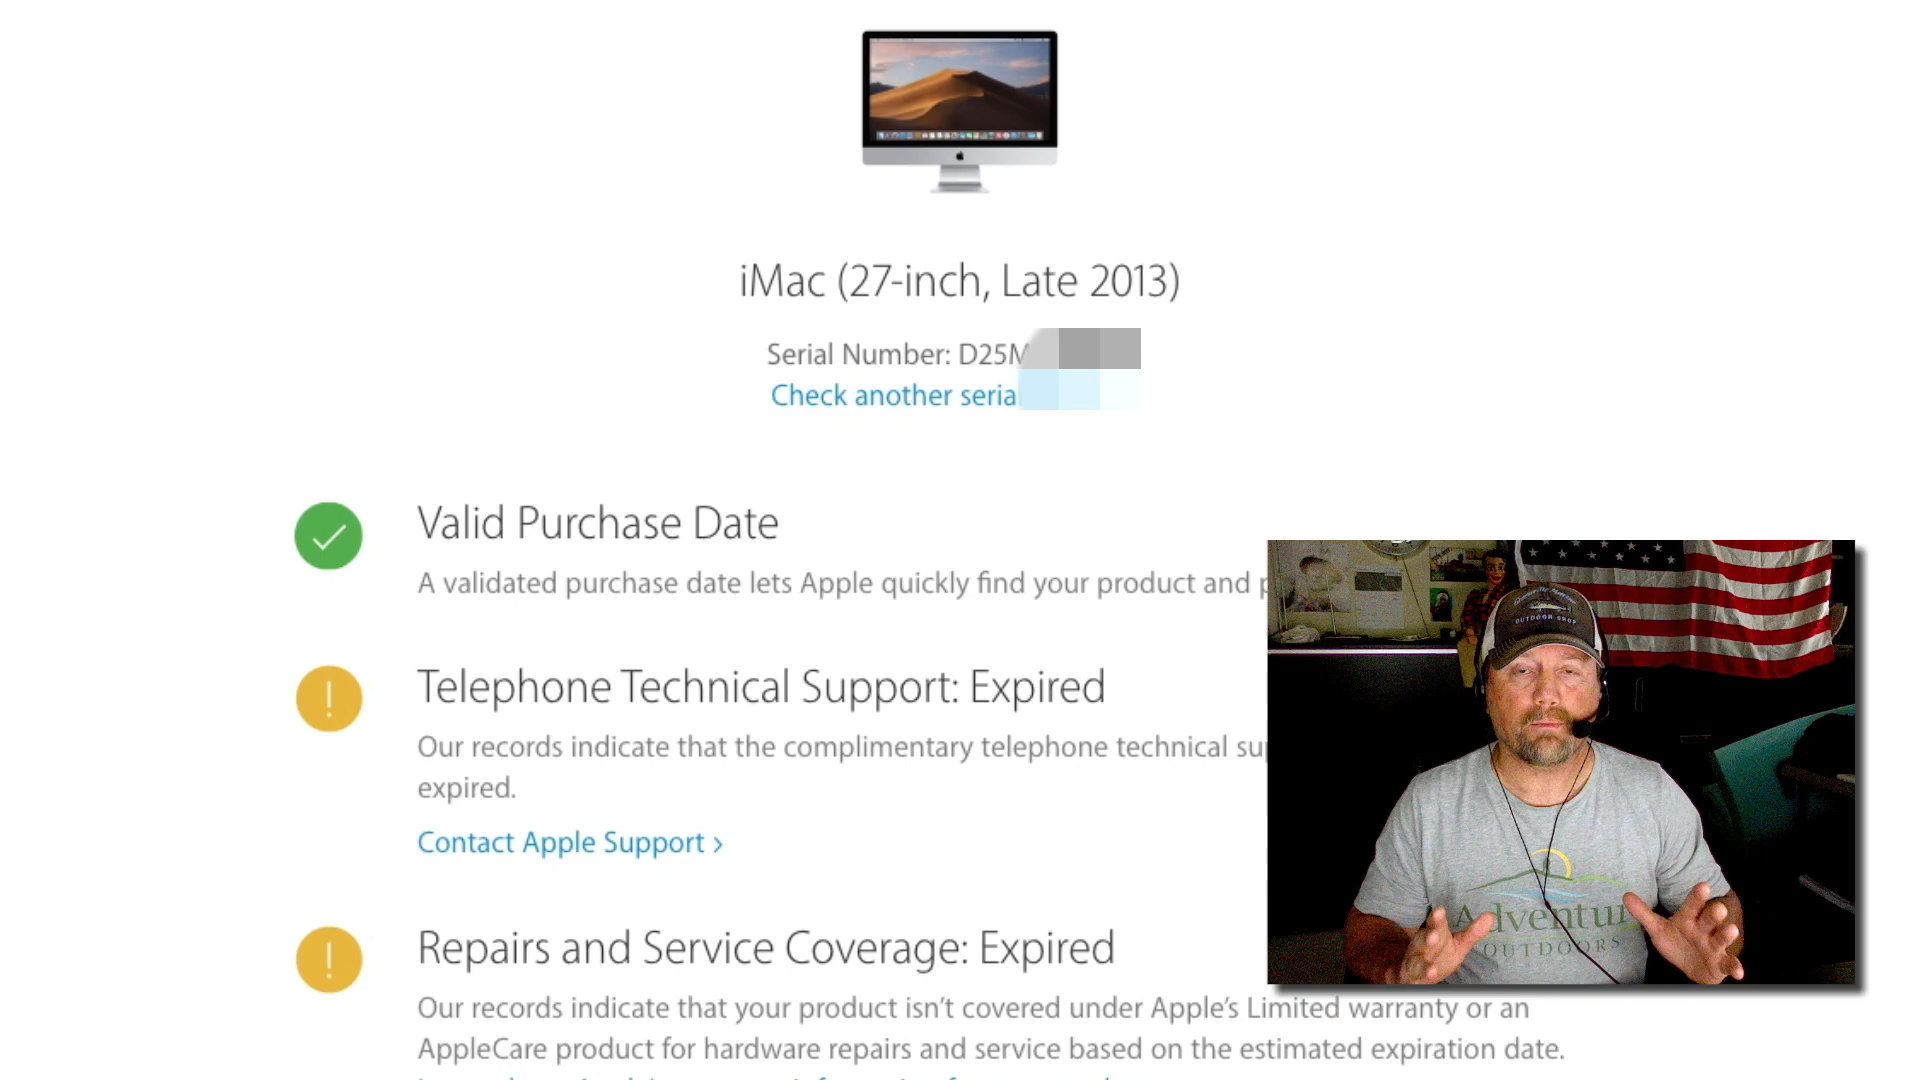 iMac (27-inch, Late 2013)
Serial Number: D25M
Check another seria
Valid Purchase Date
A validated purchase date lets Apple quickly find your product and p
Telephone Technical Support: Expired
Our records indicate that the complimentary telephone technical sup
expired.
Contact Apple Support >
Repairs and Service Coverage: Expired
Our records indicate that your product isn't covered under Apple's Limited warranty or an
AppleCare product for hardware repairs and service based on the estimated expiration date.
OUTDOOR SHOP
Adventur
OUTDOORS